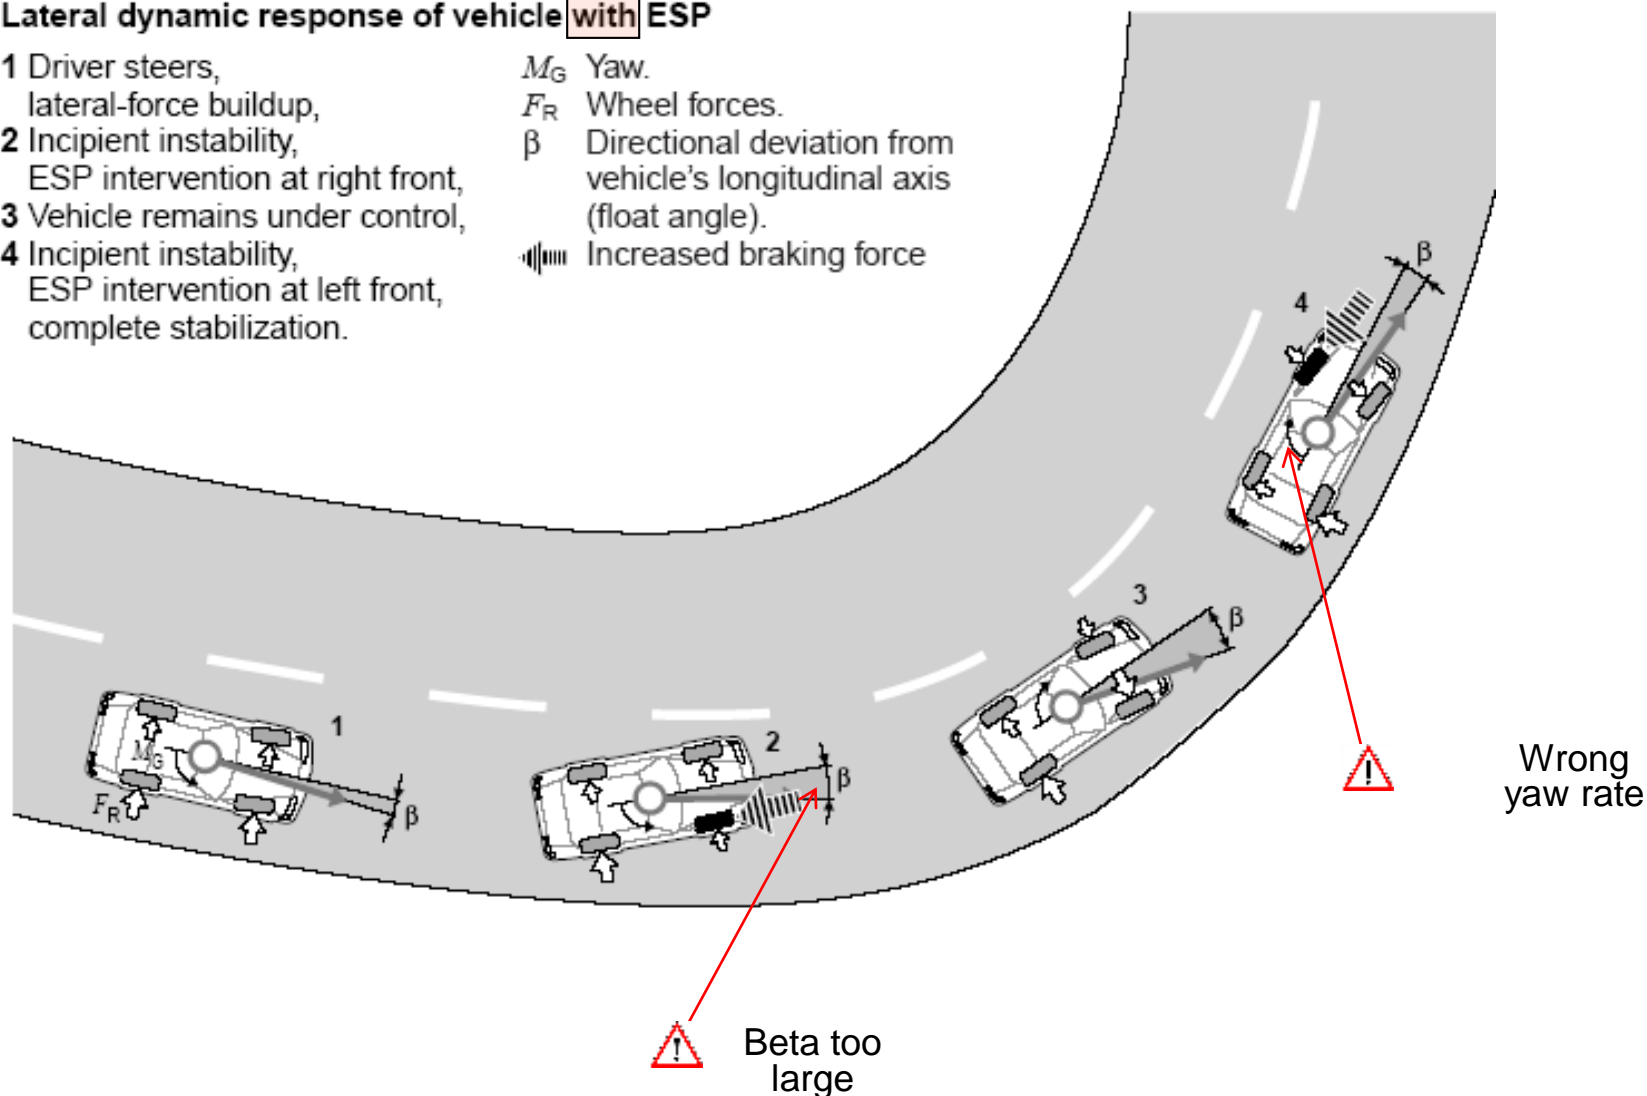 Lateral dynamic response of vehicle with ESP
1 Driver steers,
lateral-force buildup,
2 Incipient instability,
ESP intervention at right front,
3 Vehicle remains under control,
4 Incipient instability,
ESP intervention at left front,
complete stabilization.
MG Yaw.
FR Wheel forces.
β Directional deviation from
vehicle's longitudinal axis
(float angle).
Increased braking force
β
4
3
β
1
MG
FR
β
2
β
Wrong
yaw rate
Beta too
large